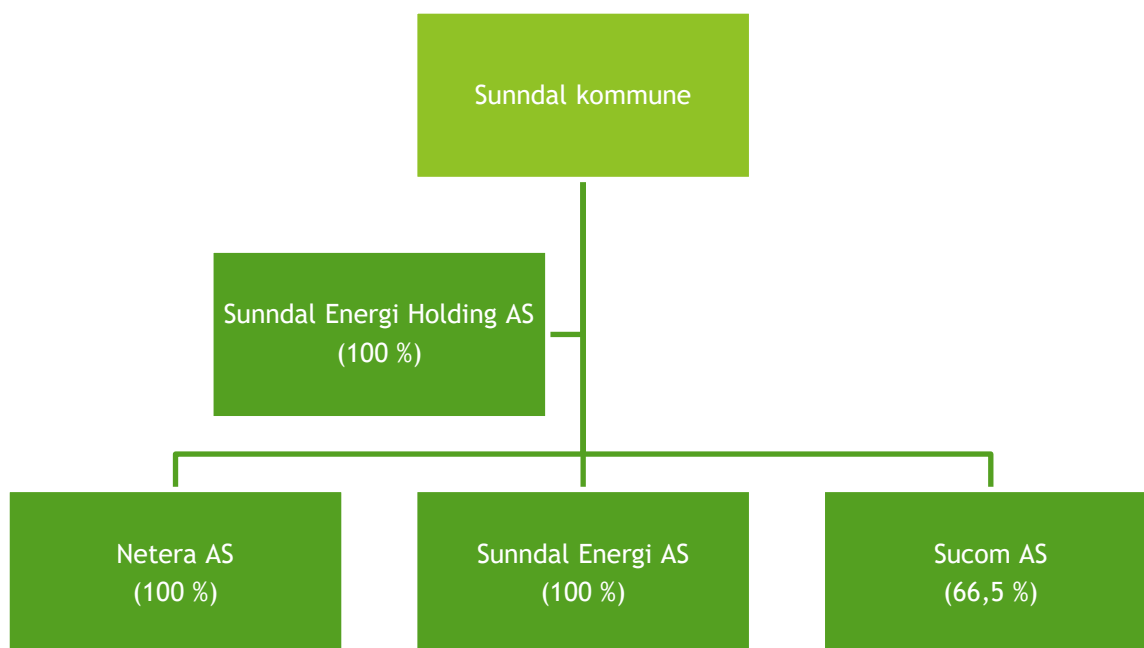 Sunndal kommune
Sunndal Energi Holding AS
(100 %)
Netera AS
(100 %)
Sunndal Energi AS
(100 %)
Sucom AS
(66,5 %)